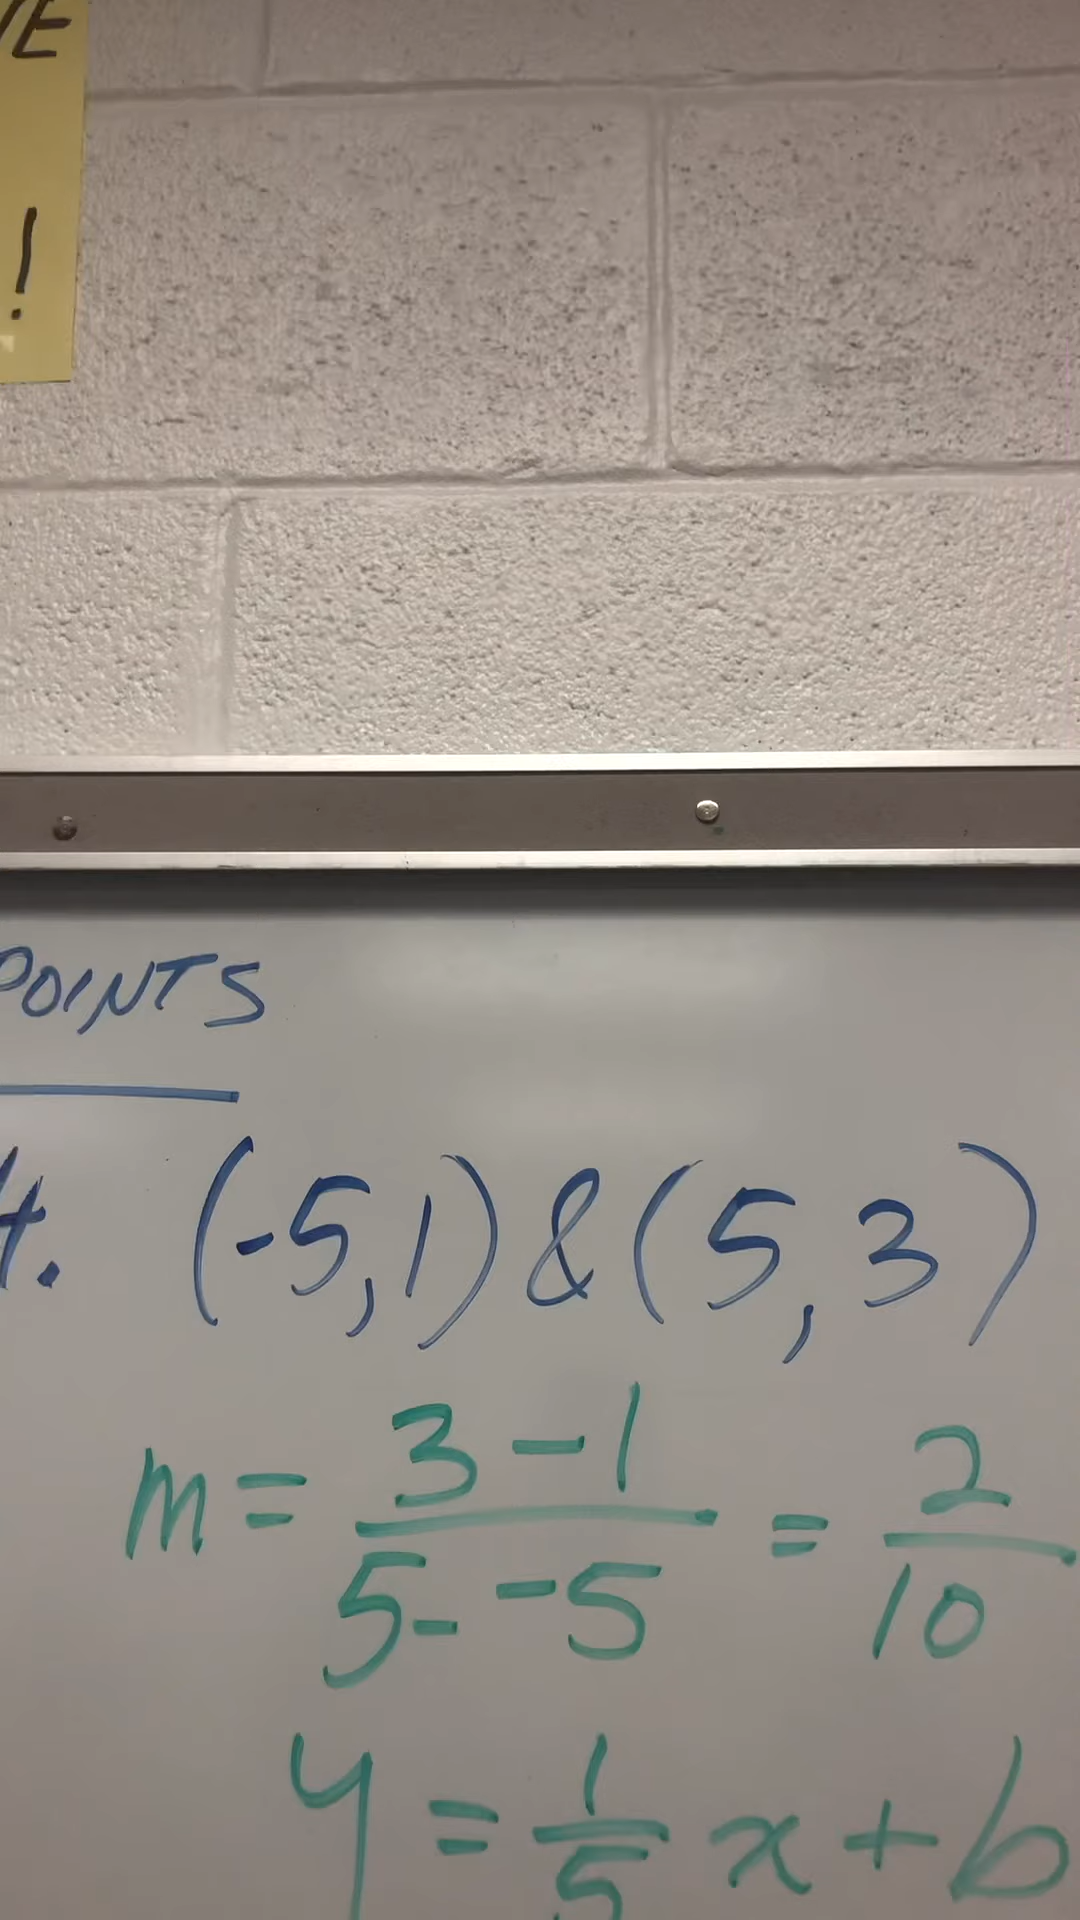 !
POINTS
4. (-5,1) & (5,3)
m = 3-1/5--5 = 2/10
y = 1/5 x + b